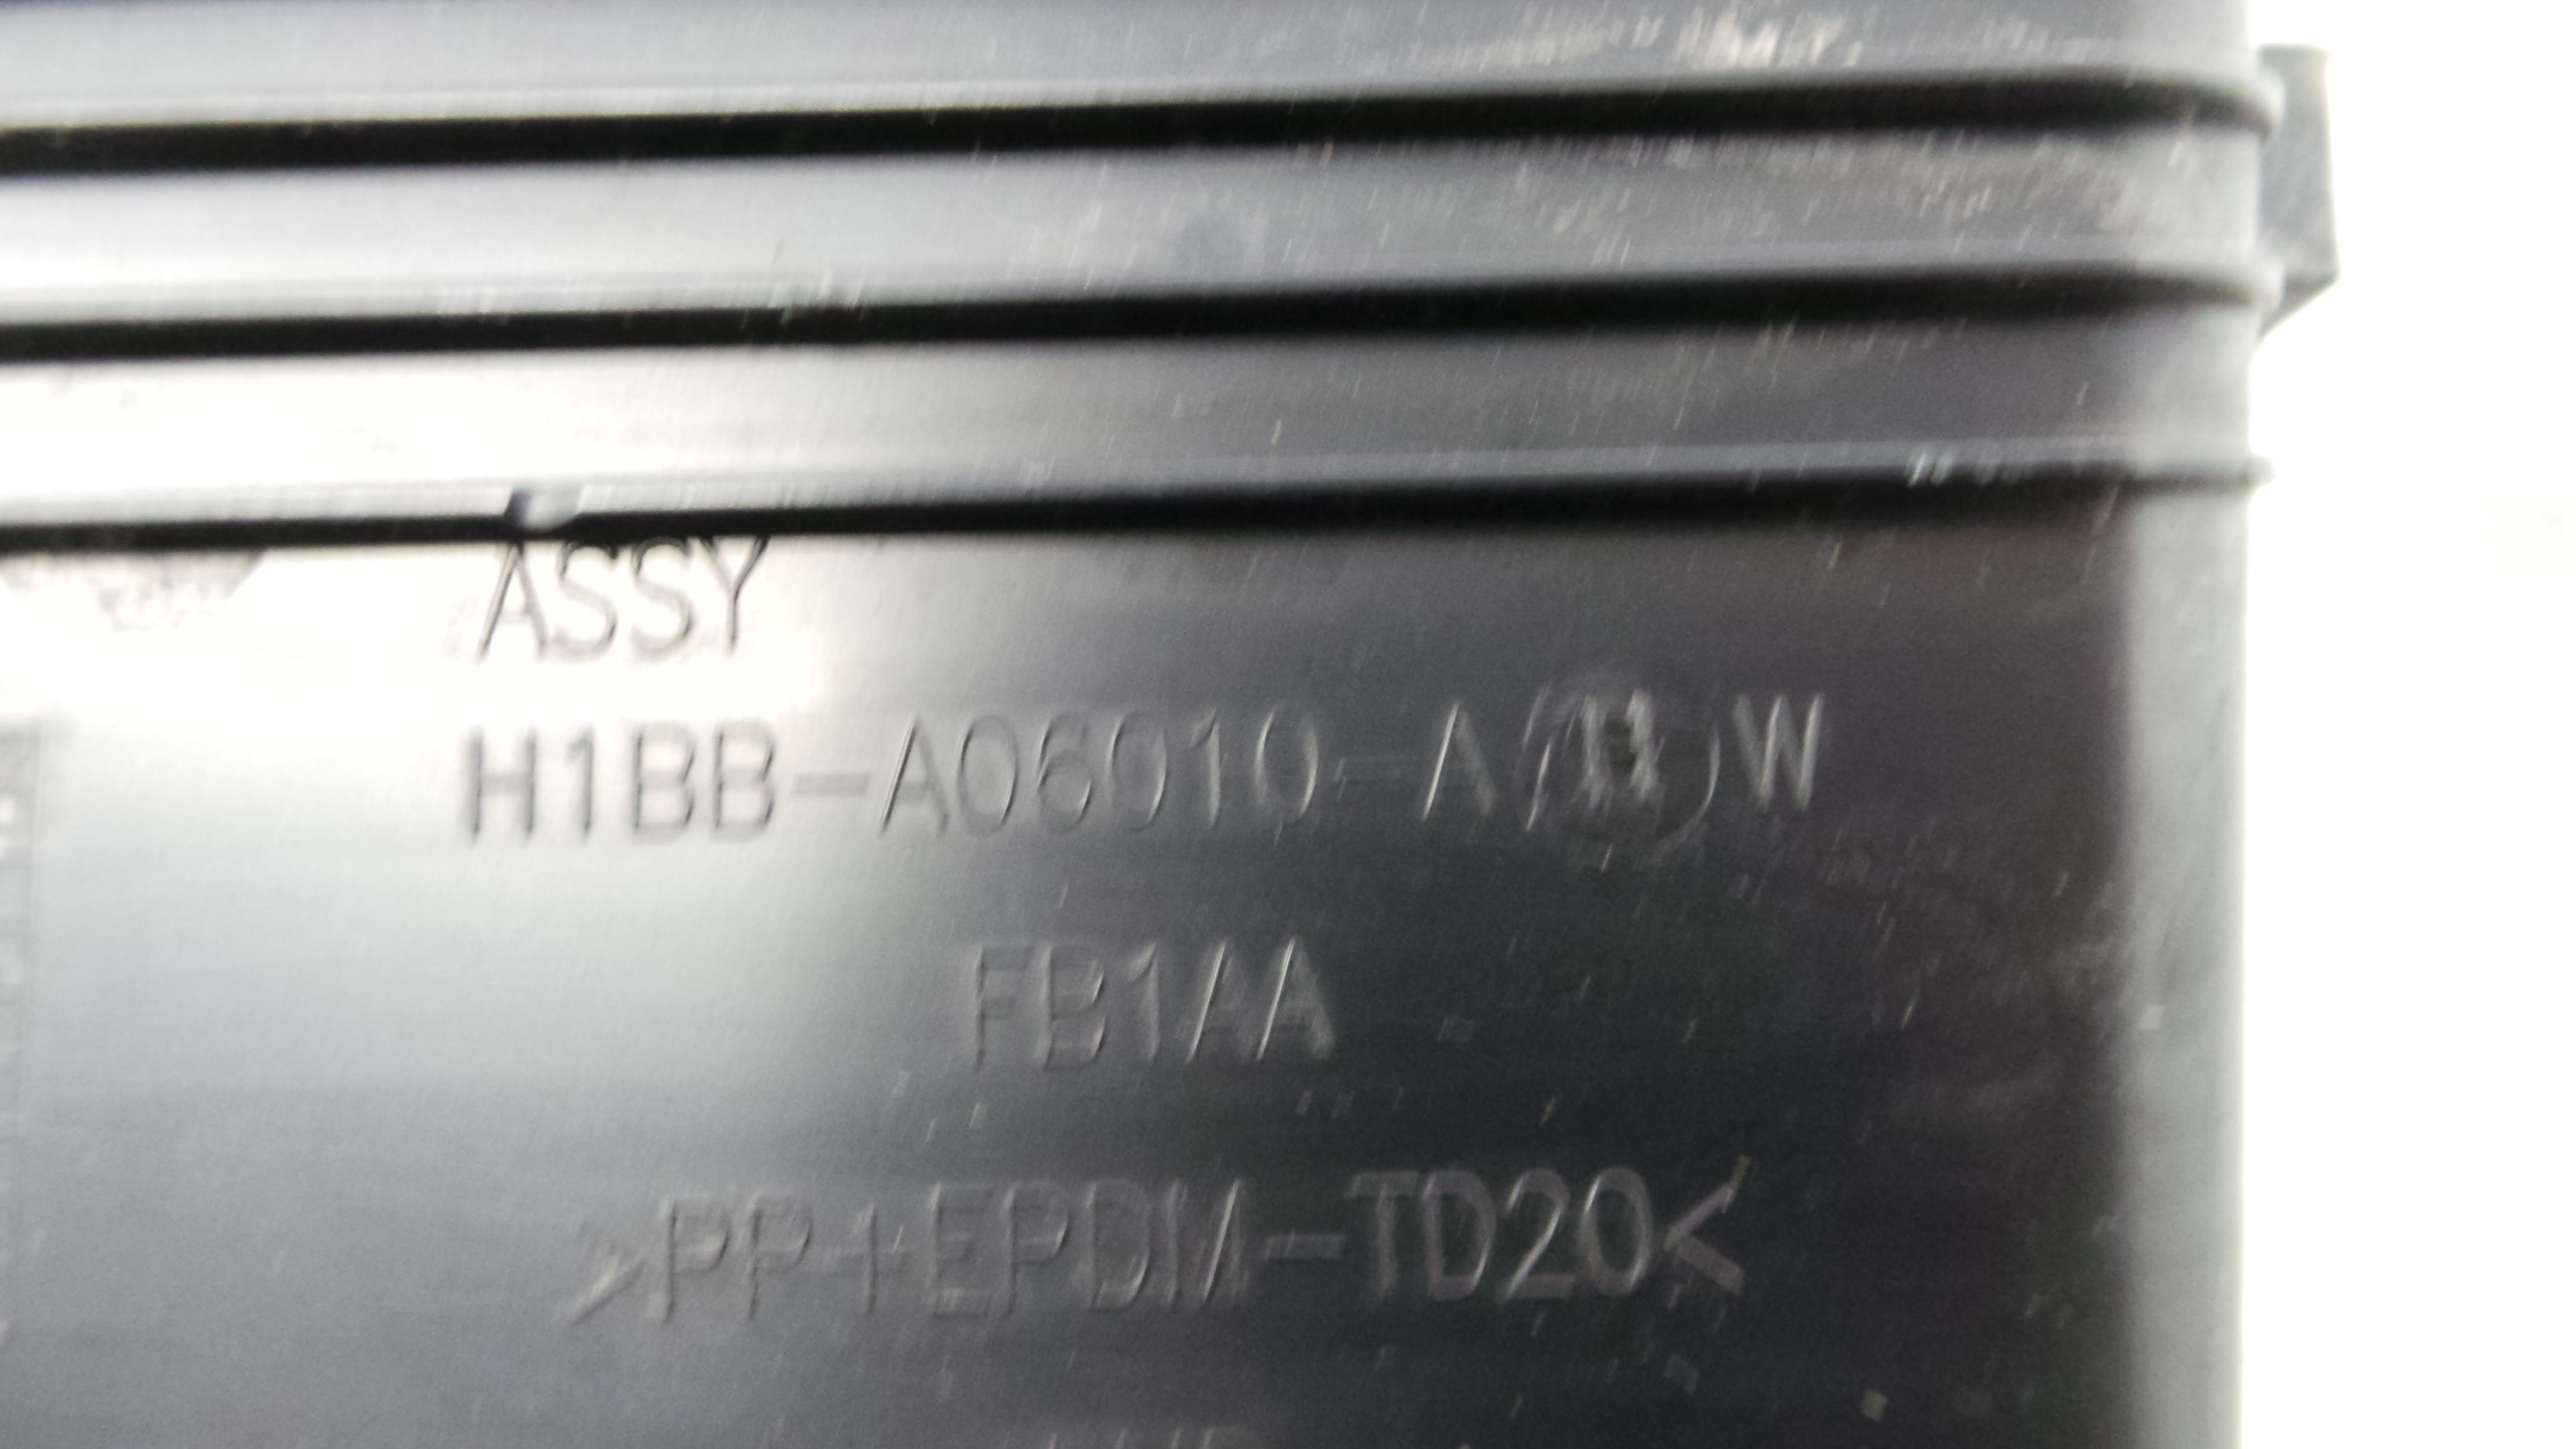 ASSY
H1BB-A06010-A W
FB1AA
>PP+EPDM-TD20<